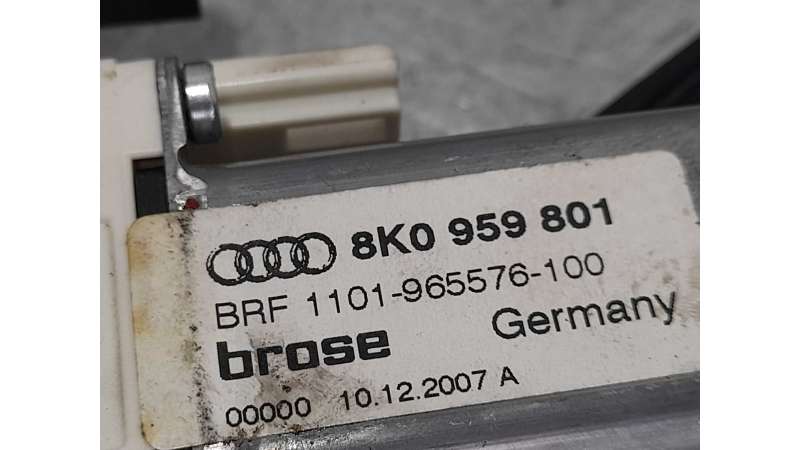 8K0 959 801
BRF 1101-965576-100
brose Germany
00000 10.12.2007 A